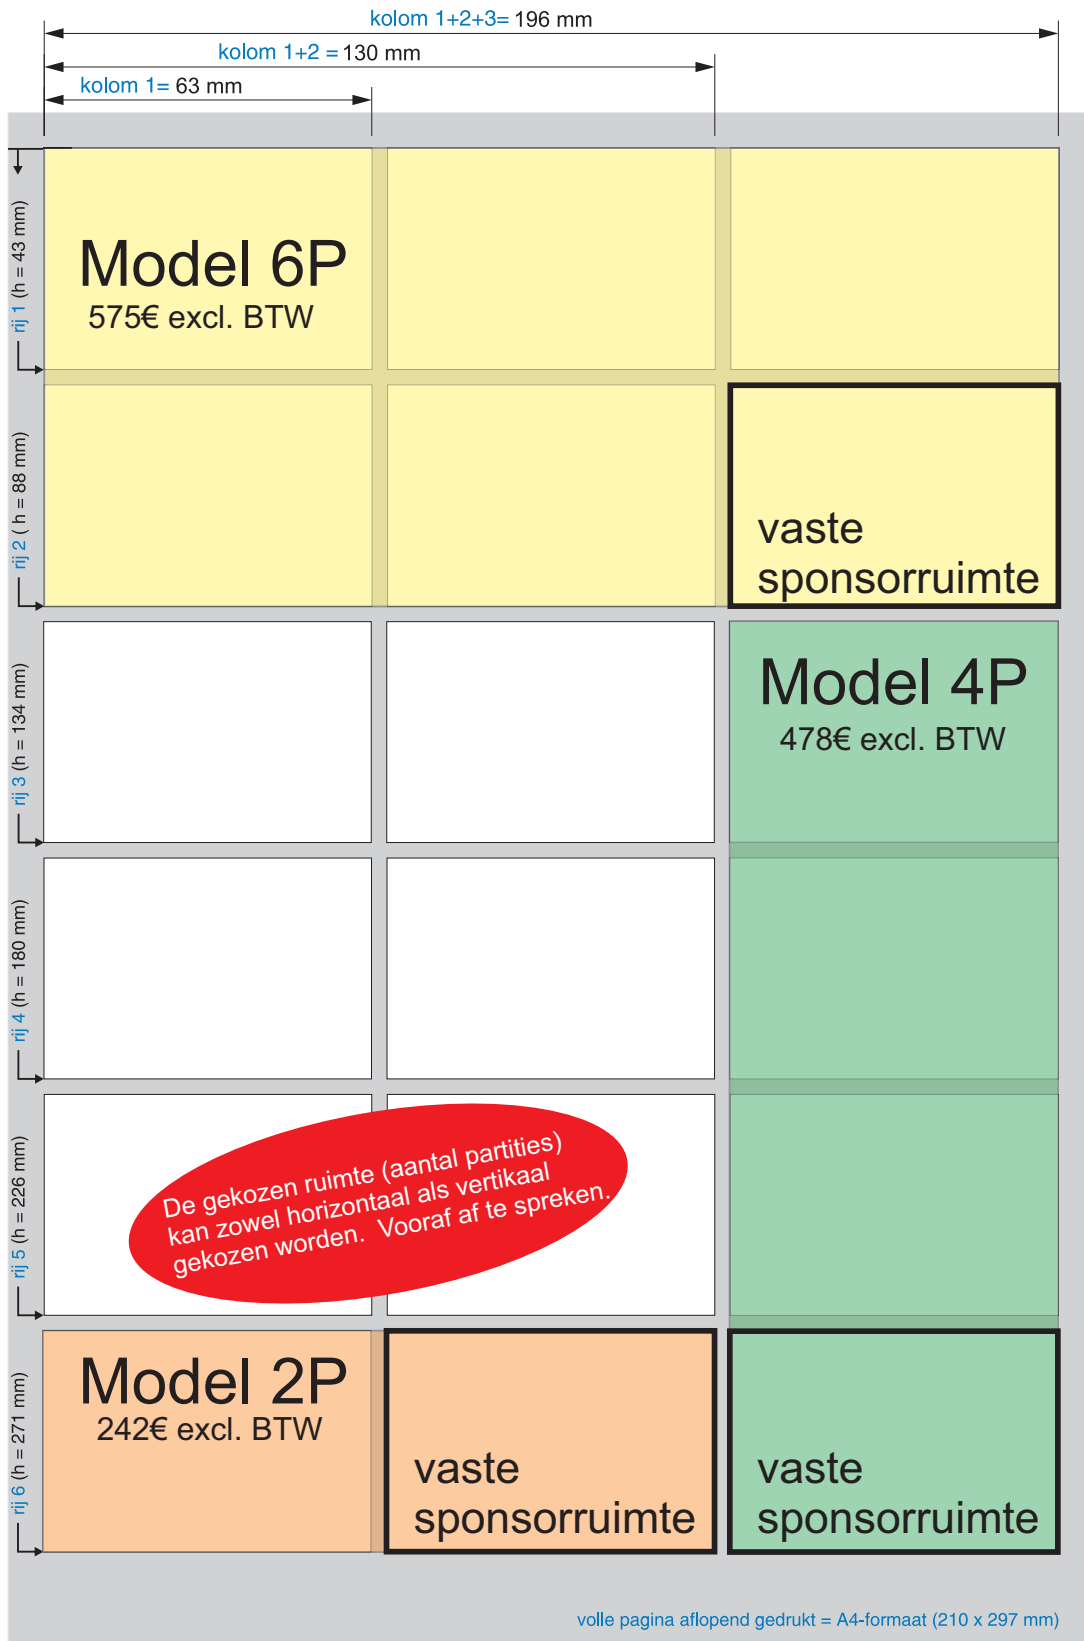 kolom 1+2+3= 196 mm
kolom 1+2 = 130 mm
kolom 1= 63 mm
rij 1 (h = 43 mm)
Model 6P
575€ excl. BTW
rij 2 ( h = 88 mm)
vaste
sponsorruimte
rij 3 (h = 134 mm)
Model 4P
478€ excl. BTW
rij 4 (h = 180 mm)
rij 5 (h = 226 mm)
De gekozen ruimte (aantal partities)
kan zowel horizontaal als vertikaal
gekozen worden. Vooraf af te spreken.
rij 6 (h = 271 mm)
Model 2P
242€ excl. BTW
vaste
sponsorruimte
vaste
sponsorruimte
volle pagina aflopend gedrukt = A4-formaat (210 x 297 mm)